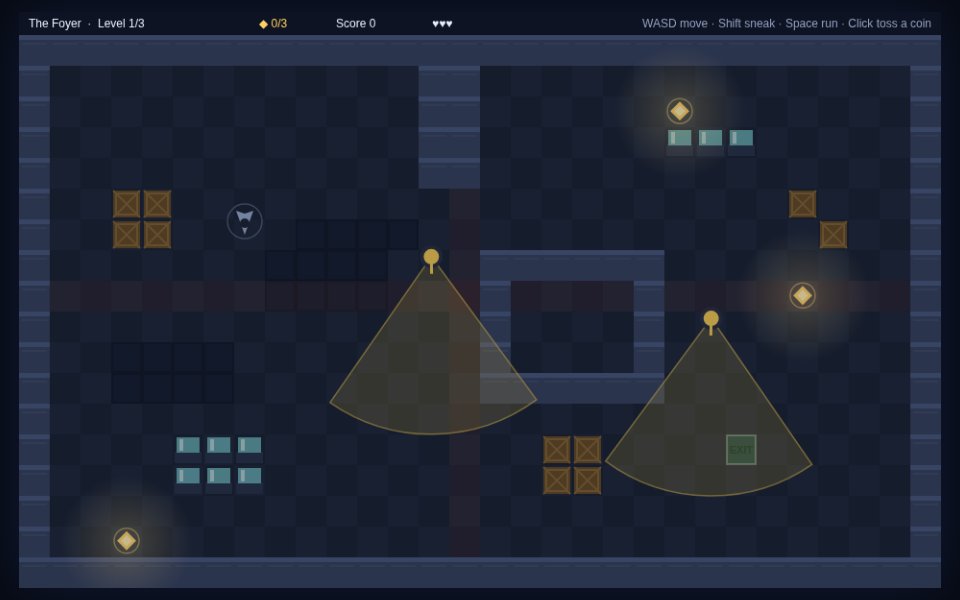 The Foyer · Level 1/3 ◆ 0/3 Score 0 ♥♥♥ WASD move · Shift sneak · Space run · Click toss a coin
EXIT